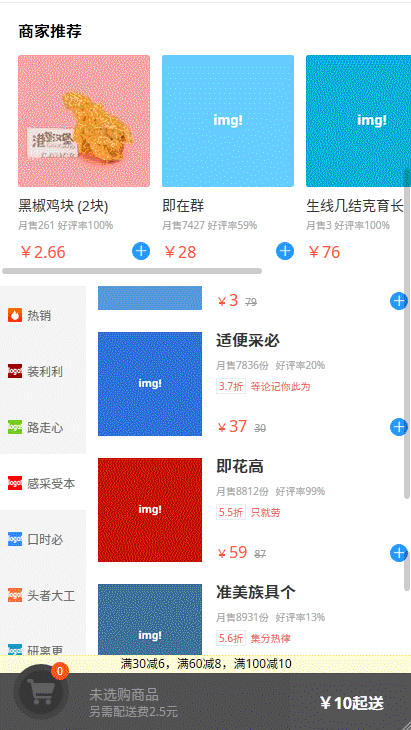 商家推荐
黑椒鸡块 (2块)
月售261 好评率100%
￥2.66
img!
即在群
月售7427 好评率59%
￥28
img!
生线几结克育长
月售3 好评率100%
￥76
热销
装利利
路走心
感采受本
口时必
头者大工
研离更
￥3 79
img!
适便采必
月售7836份 好评率20%
3.7折 等论记你此为
￥37 30
img!
即花高
月售8812份 好评率99%
5.5折 只就劳
￥59 87
img!
准美族具个
月售8931份 好评率13%
5.6折 集分热律
满30减6，满60减8，满100减10
0
未选购商品
另需配送费2.5元
￥10起送